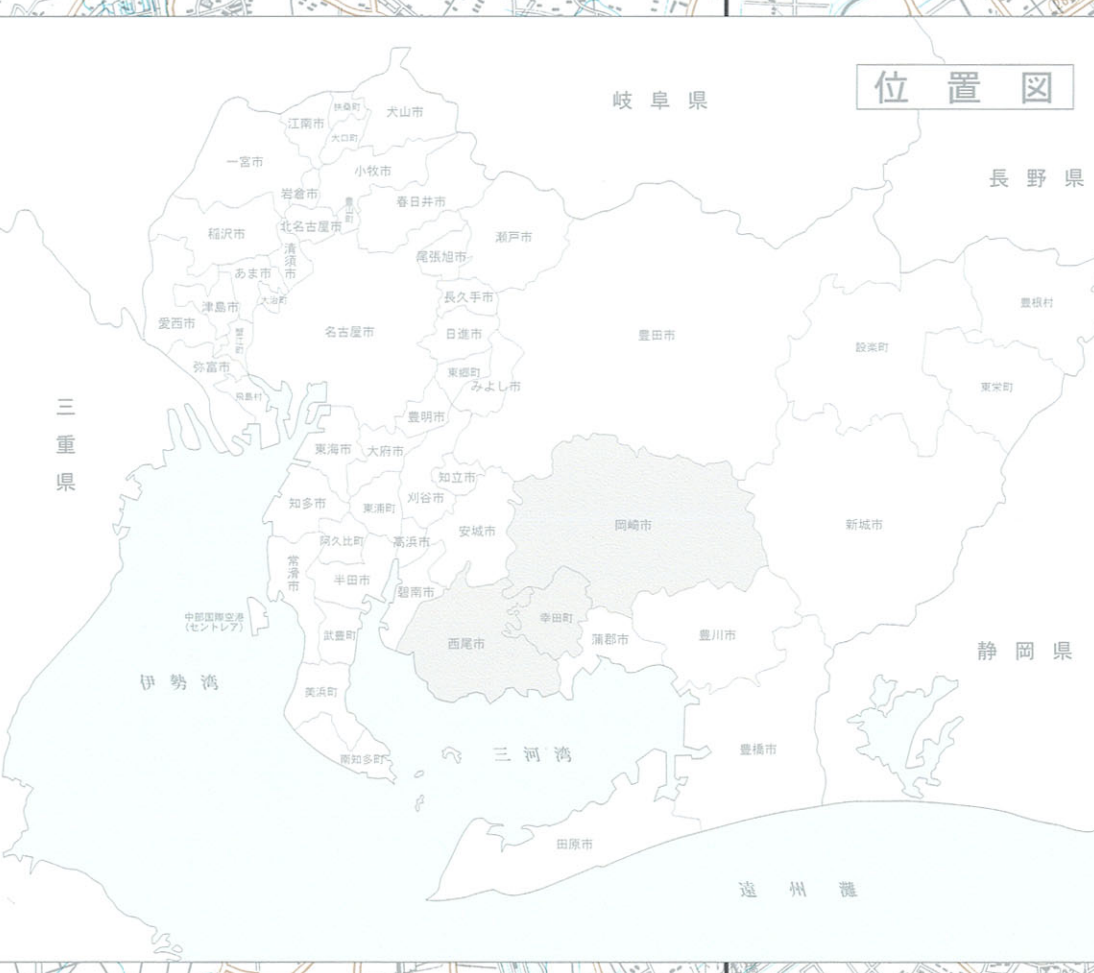 位置図
岐阜県
長野県
三重県
静岡県
扶桑町
犬山市
江南市
大口町
一宮市
小牧市
岩倉市
春日井市
豊山町
北名古屋市
稲沢市
瀬戸市
清須市
尾張旭市
あま市
大治町
長久手市
津島市
愛西市
名古屋市
日進市
豊田市
豊根村
設楽町
蟹江町
弥富市
東郷町
みよし市
東栄町
飛島村
豊明市
東海市
大府市
知立市
知多市
刈谷市
東浦町
岡崎市
新城市
安城市
阿久比町
高浜市
常滑市
半田市
碧南市
中部国際空港
(セントレア)
武豊町
幸田町
西尾市
蒲郡市
豊川市
伊勢湾
美浜町
南知多町
三河湾
豊橋市
田原市
遠州灘